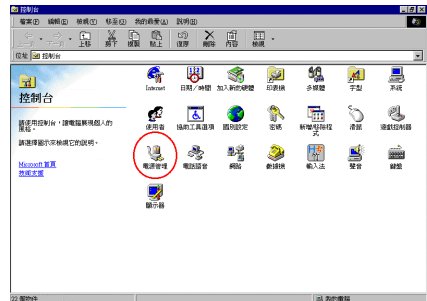 控制台
檔案(F) 編輯(E) 檢視(V) 移至(G) 我的最愛(A) 說明(H)
上一頁 下一頁 上移 剪下 複製 貼上 復原 刪除 內容 檢視
位址 控制台
控制台
請使用控制台，讓電腦展現個人的
風格。
請選擇圖示來檢視它的說明。
Microsoft 首頁
技術支援
Internet 日期/時間 加入新的硬體 印表機 多媒體 字型 系統
使用者 協助工具選項 國別設定 密碼 新增/移除程
式 滑鼠 遊戲控制器
電源管理 電話語音 網路 數據機 輸入法 聲音 鍵盤
顯示器
22 個物件 我的電腦